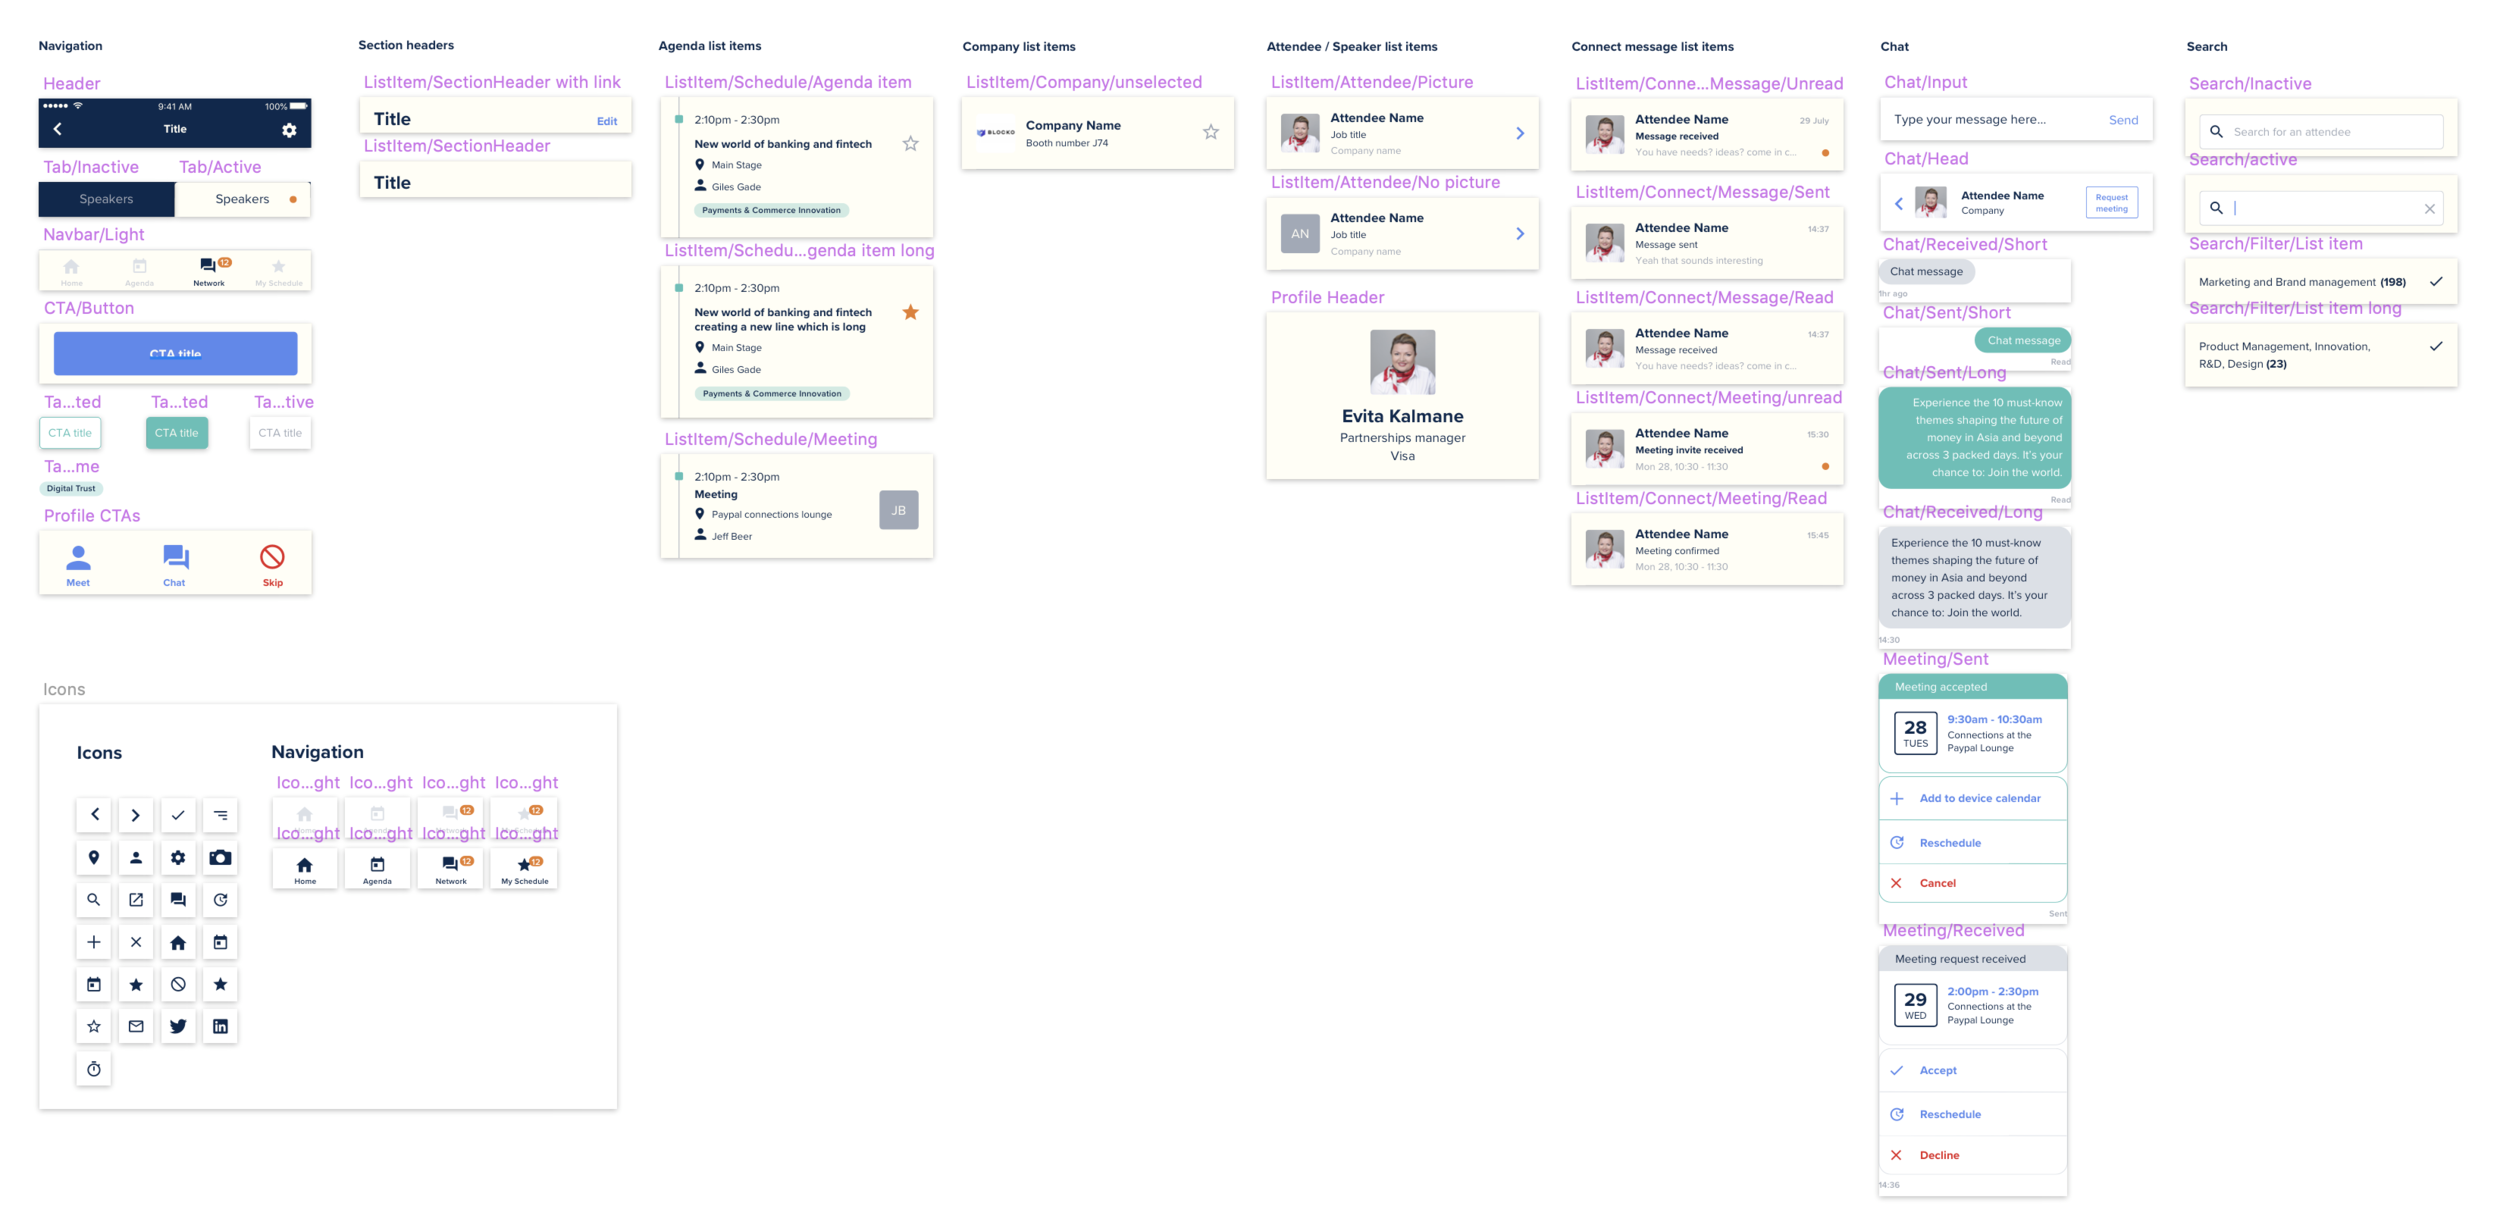 Navigation
Header
9:41 AM
100%
Title
Tab/Inactive
Tab/Active
Speakers
Speakers
Navbar/Light
12
Home
Agenda
Network
My Schedule
CTA/Button
CTA title
Ta...ted
Ta...ted
Ta...tive
CTA title
CTA title
CTA title
Ta...me
Digital Trust
Profile CTAs
Meet
Chat
Skip
Section headers
ListItem/SectionHeader with link
Title
Edit
ListItem/SectionHeader
Title
Agenda list items
ListItem/Schedule/Agenda item
2:10pm - 2:30pm
New world of banking and fintech
Main Stage
Giles Gade
Payments & Commerce Innovation
ListItem/Schedu...genda item long
2:10pm - 2:30pm
New world of banking and fintech
creating a new line which is long
Main Stage
Giles Gade
Payments & Commerce Innovation
ListItem/Schedule/Meeting
2:10pm - 2:30pm
Meeting
Paypal connections lounge
Jeff Beer
JB
Company list items
ListItem/Company/unselected
BLOCKO
Company Name
Booth number J74
Attendee / Speaker list items
ListItem/Attendee/Picture
Attendee Name
Job title
Company name
ListItem/Attendee/No picture
AN
Attendee Name
Job title
Company name
Profile Header
Evita Kalmane
Partnerships manager
Visa
Connect message list items
ListItem/Conne...Message/Unread
Attendee Name
29 July
Message received
You have needs? ideas? come in c...
ListItem/Connect/Message/Sent
Attendee Name
14:37
Message sent
Yeah that sounds interesting
ListItem/Connect/Message/Read
Attendee Name
14:37
Message received
You have needs? ideas? come in c...
ListItem/Connect/Meeting/unread
Attendee Name
15:30
Meeting invite received
Mon 28, 10:30 - 11:30
ListItem/Connect/Meeting/Read
Attendee Name
15:45
Meeting confirmed
Mon 28, 10:30 - 11:30
Chat
Chat/Input
Type your message here...
Send
Chat/Head
Attendee Name
Company
Request
meeting
Chat/Received/Short
Chat message
1hr ago
Chat/Sent/Short
Chat message
Read
Chat/Sent/Long
Experience the 10 must-know
themes shaping the future of
money in Asia and beyond
across 3 packed days. It's your
chance to: Join the world.
Read
Chat/Received/Long
Experience the 10 must-know
themes shaping the future of
money in Asia and beyond
across 3 packed days. It's your
chance to: Join the world.
14:30
Meeting/Sent
Meeting accepted
28
TUES
9:30am - 10:30am
Connections at the
Paypal Lounge
Add to device calendar
Reschedule
Cancel
Sent
Meeting/Received
Meeting request received
29
WED
2:00pm - 2:30pm
Connections at the
Paypal Lounge
Accept
Reschedule
Decline
14:36
Search
Search/Inactive
Search for an attendee
Search/active
Search/Filter/List item
Marketing and Brand management (198)
Search/Filter/List item long
Product Management, Innovation,
R&D, Design (23)
Icons
Icons
Navigation
Ico...ght
Ico...ght
Ico...ght
Ico...ght
12
12
Ico...ght
Ico...ght
Ico...ght
Ico...ght
12
12
Home
Agenda
Network
My Schedule